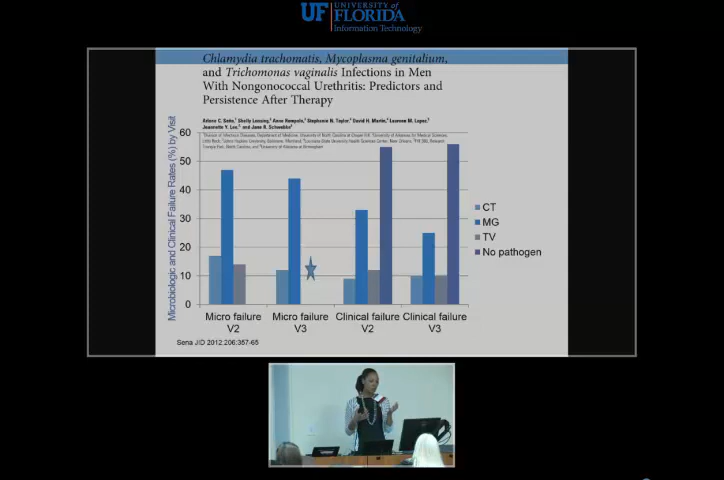 UF UNIVERSITY of FLORIDA
Information Technology
Chlamydia trachomatis, Mycoplasma genitalium,
and Trichomonas vaginalis Infections in Men
With Nongonococcal Urethritis: Predictors and
Persistence After Therapy
Microbiologic and Clinical Failure Rates (%) by Visit
60
50
40
30
20
10
0
CT
MG
TV
No pathogen
Micro failure Micro failure Clinical failure Clinical failure
V2 V3 V2 V3
Sena JID 2012:206:357-65